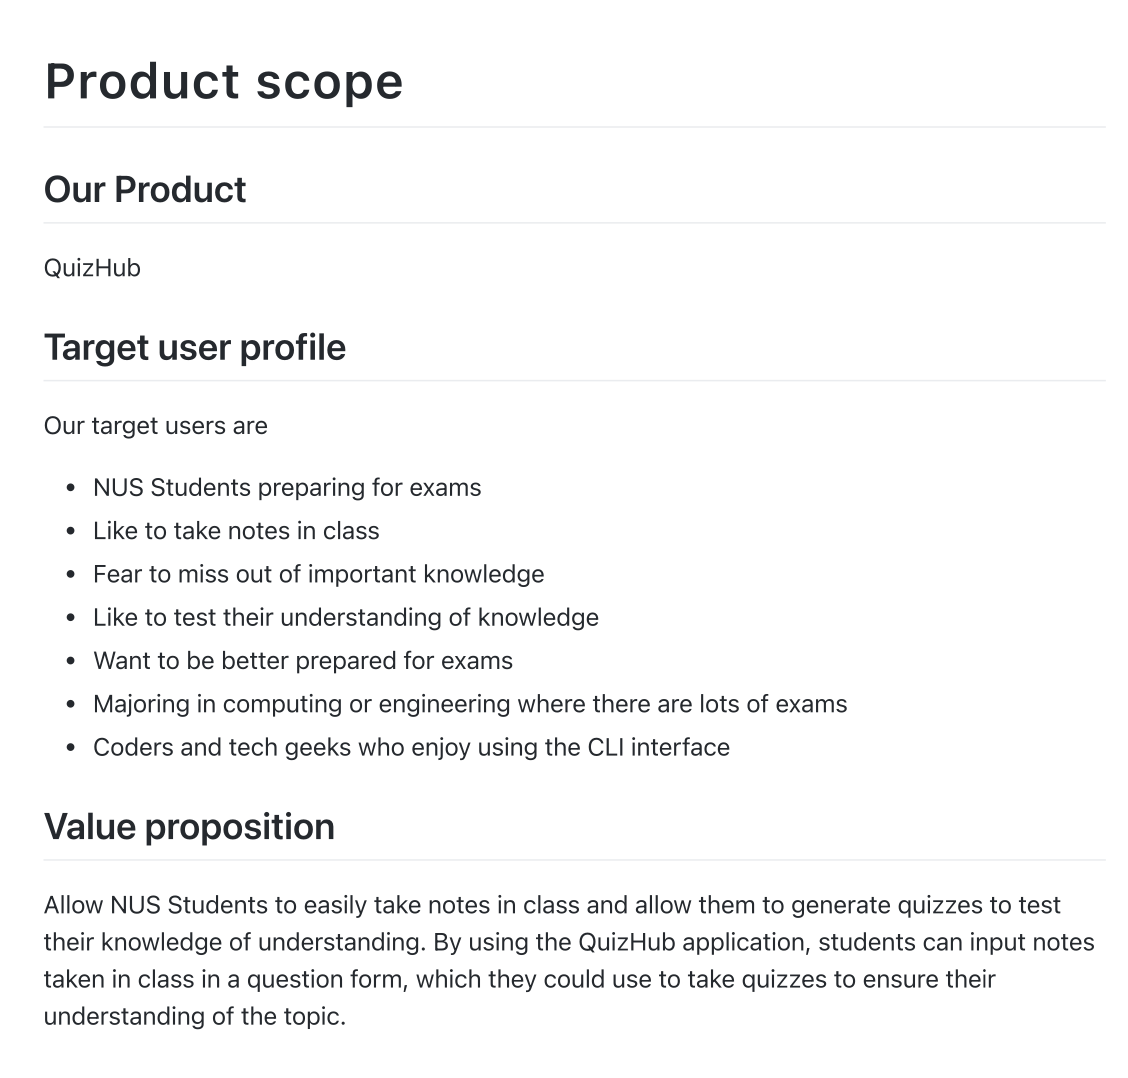 Product scope
Our Product
QuizHub
Target user profile
Our target users are
• NUS Students preparing for exams
• Like to take notes in class
• Fear to miss out of important knowledge
• Like to test their understanding of knowledge
• Want to be better prepared for exams
• Majoring in computing or engineering where there are lots of exams
• Coders and tech geeks who enjoy using the CLI interface
Value proposition
Allow NUS Students to easily take notes in class and allow them to generate quizzes to test
their knowledge of understanding. By using the QuizHub application, students can input notes
taken in class in a question form, which they could use to take quizzes to ensure their
understanding of the topic.